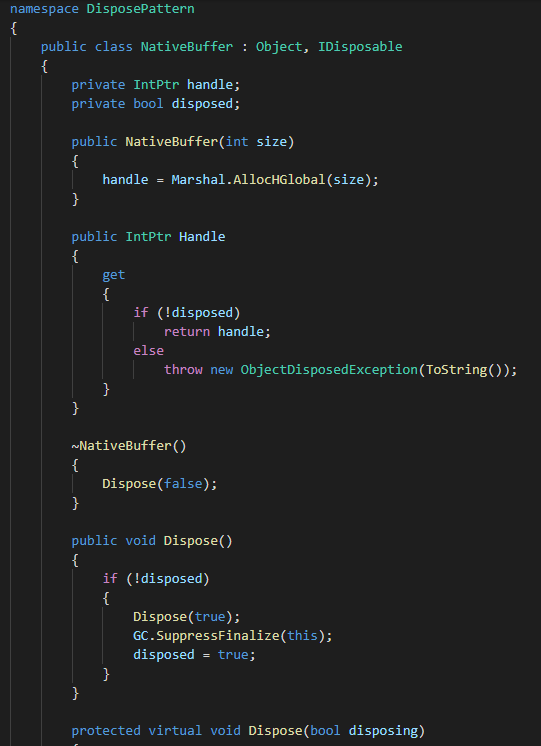 namespace DisposePattern
{
    public class NativeBuffer : Object, IDisposable
    {
        private IntPtr handle;
        private bool disposed;

        public NativeBuffer(int size)
        {
            handle = Marshal.AllocHGlobal(size);
        }

        public IntPtr Handle
        {
            get
            {
                if (!disposed)
                    return handle;
                else
                    throw new ObjectDisposedException(ToString());
            }
        }

        ~NativeBuffer()
        {
            Dispose(false);
        }

        public void Dispose()
        {
            if (!disposed)
            {
                Dispose(true);
                GC.SuppressFinalize(this);
                disposed = true;
            }
        }

        protected virtual void Dispose(bool disposing)
        {